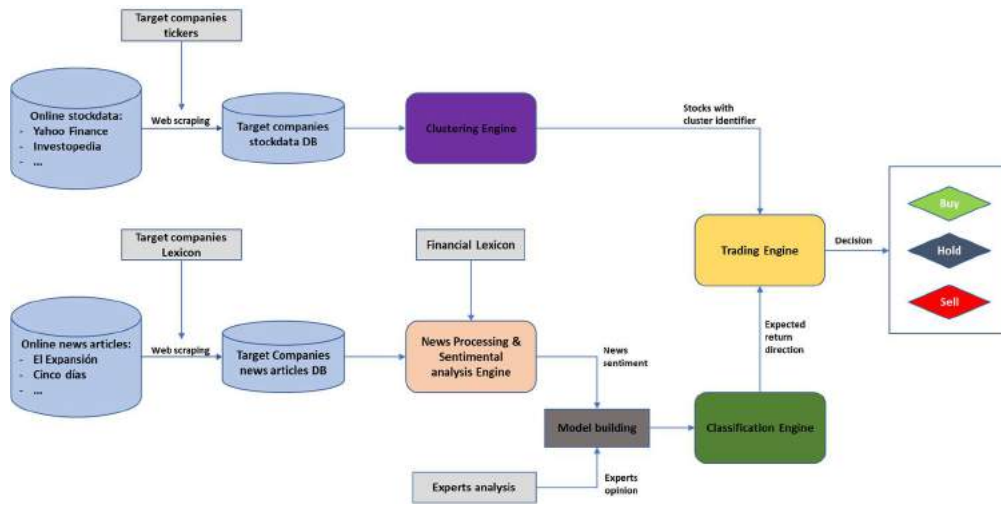 Target companies
tickers
Online stockdata:
- Yahoo Finance
- Investopedia
- ...
Web scraping
Target companies
stockdata DB
Clustering Engine
Stocks with
cluster identifier
Buy
Hold
Sell
Target companies
Lexicon
Financial Lexicon
Trading Engine
Decision
Online news articles:
- El Expansión
- Cinco días
- ...
Web scraping
Target Companies
news articles DB
News Processing &
Sentimental
analysis Engine
News
sentiment
Expected
return
direction
Model building
Classification Engine
Experts analysis
Experts
opinion